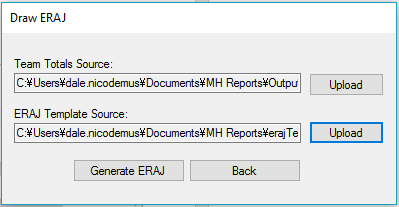 Draw ERAJ
Team Totals Source:
C:¥Users¥dale.nicodemus¥Documents¥MH Reports¥Outpu
Upload
ERAJ Template Source:
C:¥Users¥dale.nicodemus¥Documents¥MH Reports¥erajTe
Upload
Generate ERAJ
Back